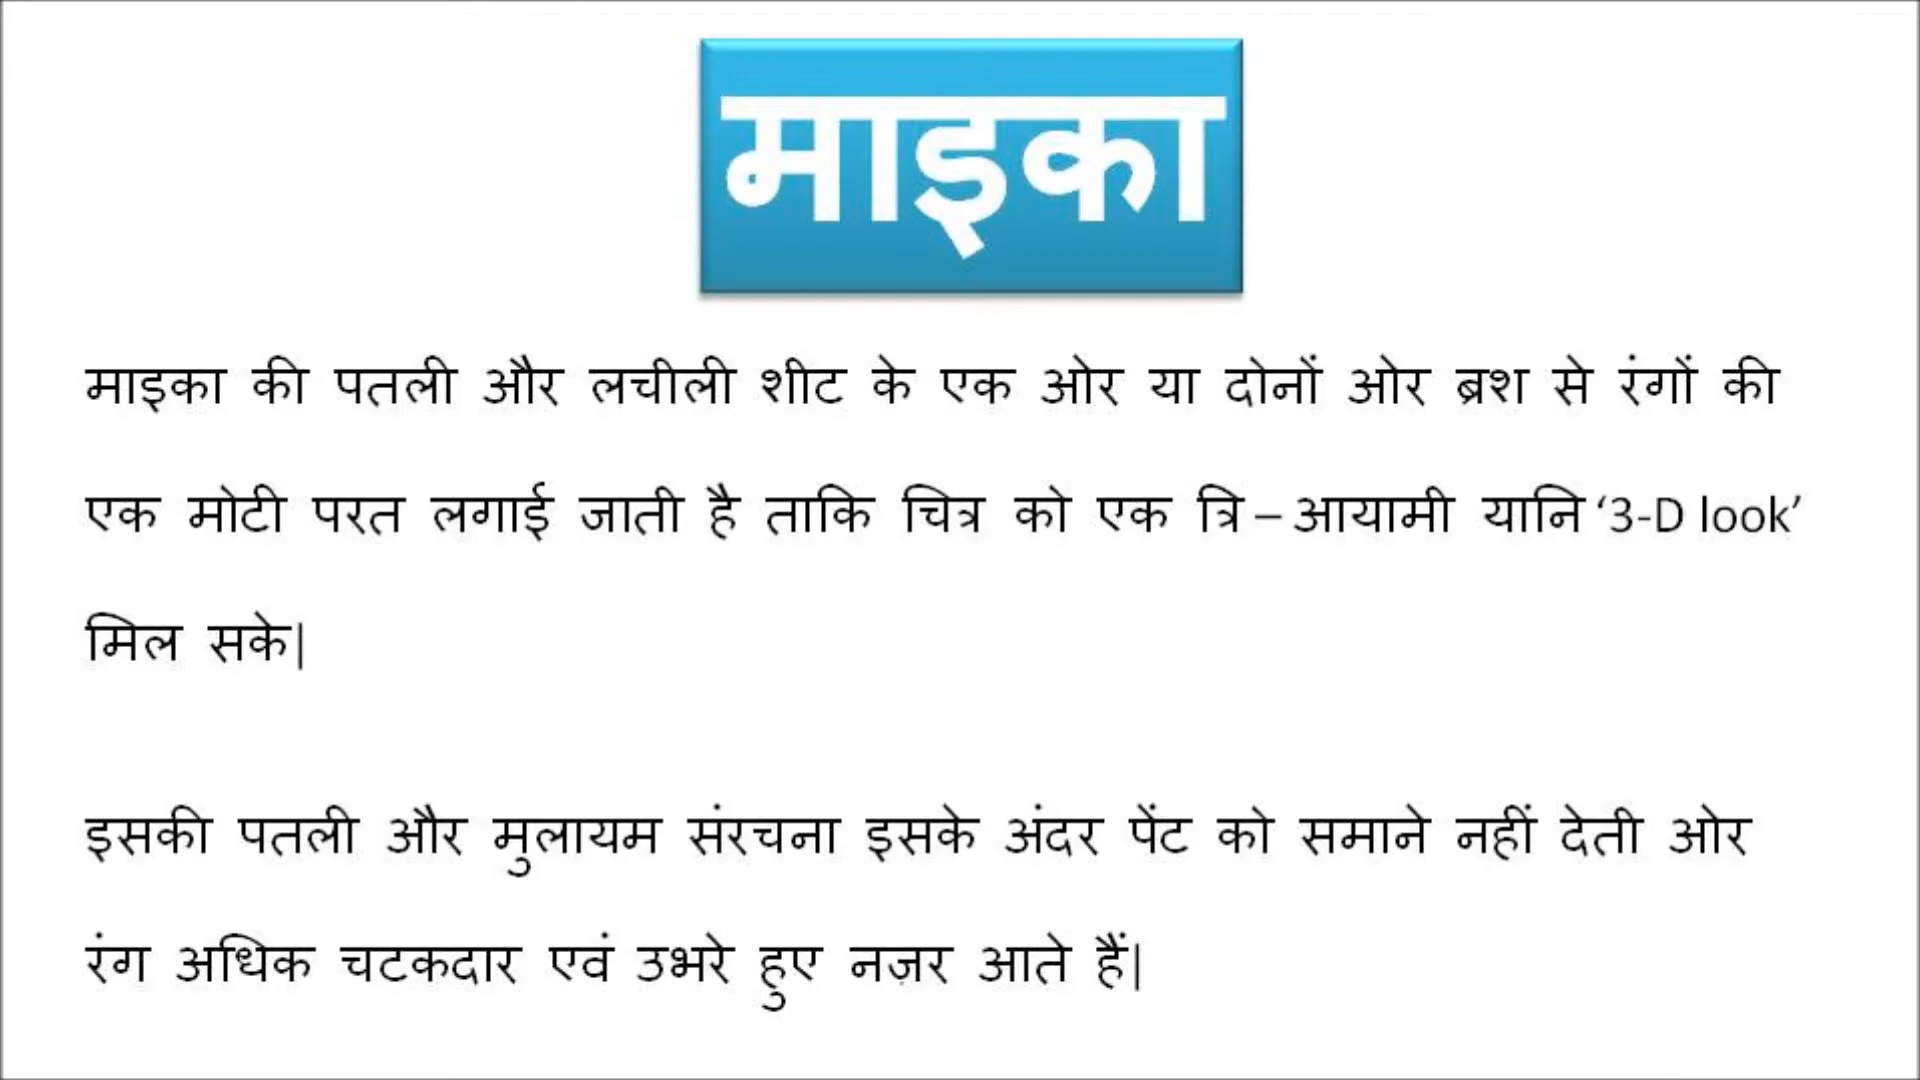 माइका
माइका की पतली और लचीली शीट के एक ओर या दोनों ओर ब्रश से रंगों की
एक मोटी परत लगाई जाती है ताकि चित्र को एक त्रि – आयामी यानि ‘3-D look’
मिल सके|
इसकी पतली और मुलायम संरचना इसके अंदर पेंट को समाने नहीं देती ओर
रंग अधिक चटकदार एवं उभरे हुए नज़र आते हैं|